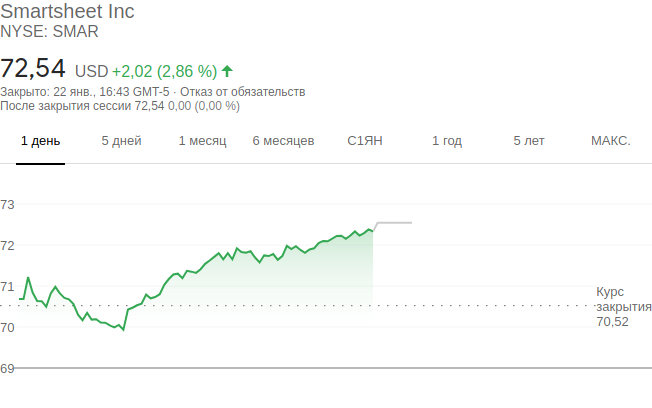 Smartsheet Inc
NYSE: SMAR
72,54 USD +2,02 (2,86 %)
Закрыто: 22 янв., 16:43 GMT-5 · Отказ от обязательств
После закрытия сессии 72,54 0,00 (0,00 %)
1 день 5 дней 1 месяц 6 месяцев С1ЯН 1 год 5 лет МАКС.
73
72
71
Курс
закрытия
70,52
70
69